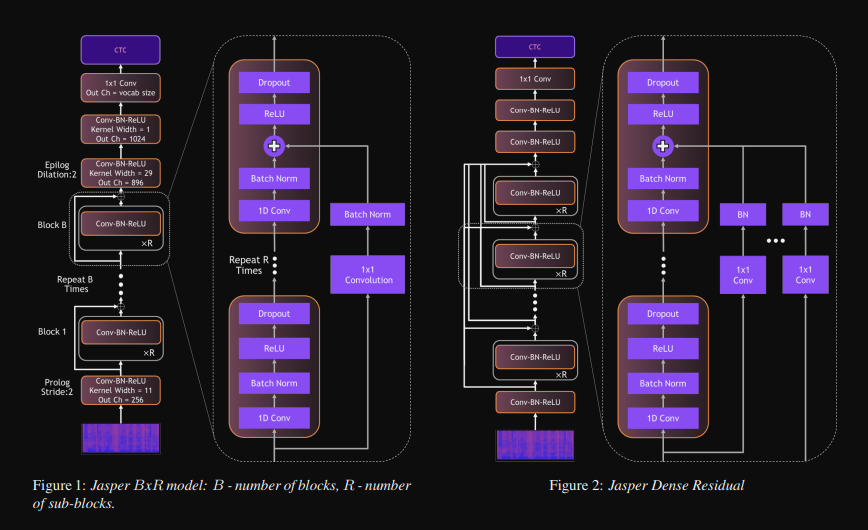 CTC
1x1 Conv
Out Ch = vocab size
Conv-BN-ReLU
Kernel Width = 1
Out Ch = 1024
Epilog
Dilation:2
Conv-BN-ReLU
Kernel Width = 29
Out Ch = 896
Block B
Conv-BN-ReLU
×R
Repeat B
Times
Block 1
Conv-BN-ReLU
×R
Prolog
Stride:2
Conv-BN-ReLU
Kernel Width = 11
Out Ch = 256
Dropout
ReLU
+
Batch Norm
1D Conv
Batch Norm
Repeat R
Times
1x1
Convolution
Dropout
ReLU
Batch Norm
1D Conv
Figure 1: Jasper BxR model: B - number of blocks, R - number
of sub-blocks.
CTC
1x1 Conv
Conv-BN-ReLU
Conv-BN-ReLU
Conv-BN-ReLU
×R
Conv-BN-ReLU
×R
Conv-BN-ReLU
×R
Conv-BN-ReLU
Dropout
ReLU
+
Batch Norm
1D Conv
BN
BN
1x1
Conv
1x1
Conv
Dropout
ReLU
Batch Norm
1D Conv
Figure 2: Jasper Dense Residual